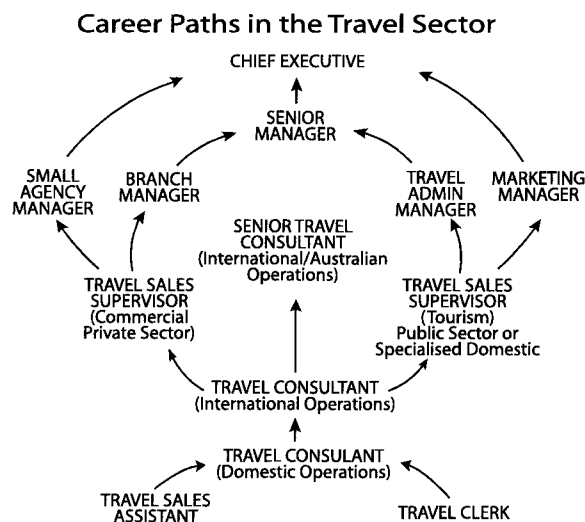 Career Paths in the Travel Sector
CHIEF EXECUTIVE
SENIOR
MANAGER
SMALL
AGENCY
MANAGER
BRANCH
MANAGER
TRAVEL
ADMIN
MANAGER
MARKETING
MANAGER
SENIOR TRAVEL
CONSULTANT
(International/Australian
Operations)
TRAVEL SALES
SUPERVISOR
(Commercial
Private Sector)
TRAVEL SALES
SUPERVISOR
(Tourism)
Public Sector or
Specialised Domestic
TRAVEL CONSULTANT
(International Operations)
TRAVEL CONSULANT
(Domestic Operations)
TRAVEL SALES
ASSISTANT
TRAVEL CLERK